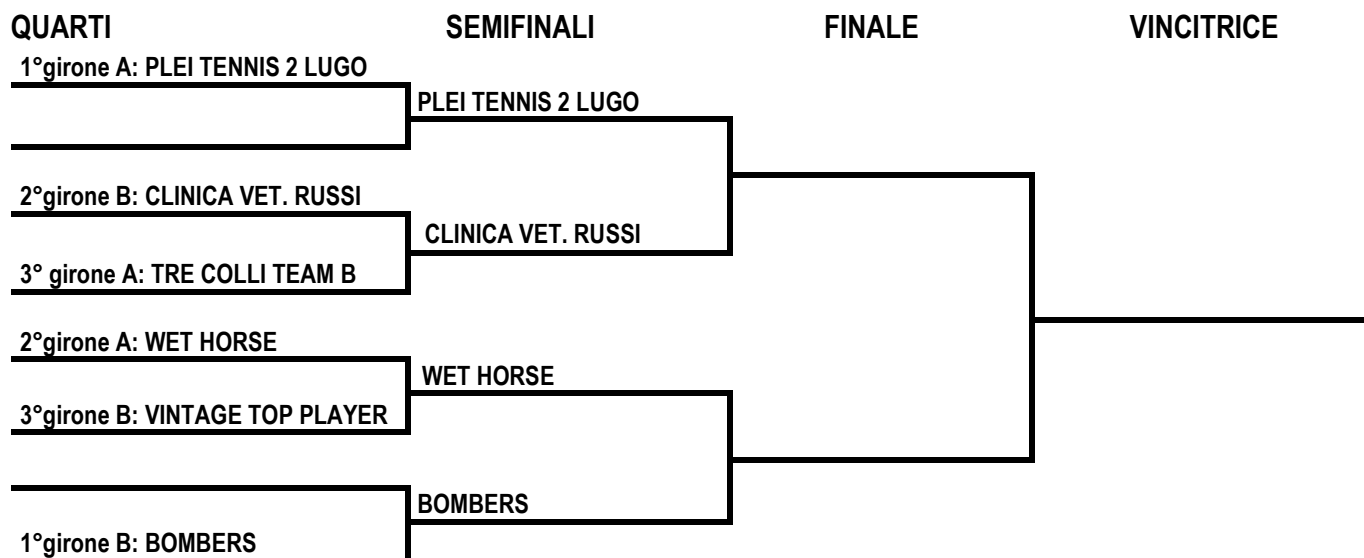 QUARTI SEMIFINALI FINALE VINCITRICE
1°girone A: PLEI TENNIS 2 LUGO
PLEI TENNIS 2 LUGO
2°girone B: CLINICA VET. RUSSI
CLINICA VET. RUSSI
3° girone A: TRE COLLI TEAM B
2°girone A: WET HORSE
WET HORSE
3°girone B: VINTAGE TOP PLAYER
BOMBERS
1°girone B: BOMBERS